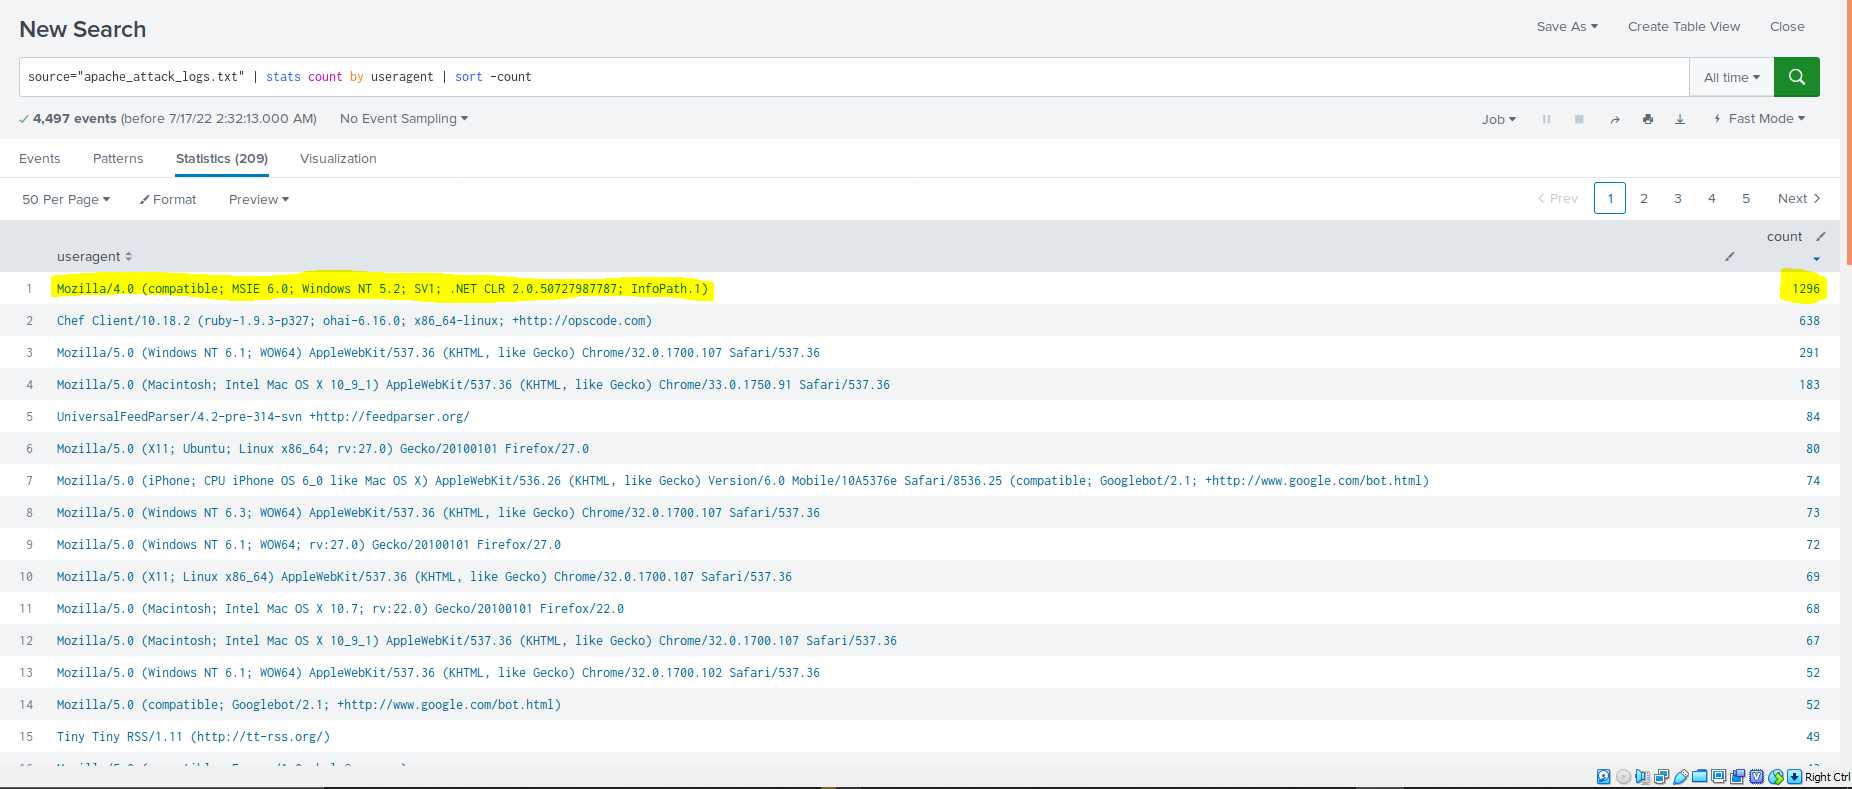 New Search
Save As Create Table View Close
source="apache_attack_logs.txt" | stats count by useragent | sort -count
All time
4,497 events (before 7/17/22 2:32:13.000 AM) No Event Sampling
Job Fast Mode
Events Patterns Statistics (209) Visualization
50 Per Page Format Preview
Prev 1 2 3 4 5 Next
useragent count
1 Mozilla/4.0 (compatible; MSIE 6.0; Windows NT 5.2; SV1; .NET CLR 2.0.50727987787; InfoPath.1) 1296
2 Chef Client/10.18.2 (ruby-1.9.3-p327; ohai-6.16.0; x86_64-linux; +http://opscode.com) 638
3 Mozilla/5.0 (Windows NT 6.1; WOW64) AppleWebKit/537.36 (KHTML, like Gecko) Chrome/32.0.1700.107 Safari/537.36 291
4 Mozilla/5.0 (Macintosh; Intel Mac OS X 10_9_1) AppleWebKit/537.36 (KHTML, like Gecko) Chrome/33.0.1750.91 Safari/537.36 183
5 UniversalFeedParser/4.2-pre-314-svn +http://feedparser.org/ 84
6 Mozilla/5.0 (X11; Ubuntu; Linux x86_64; rv:27.0) Gecko/20100101 Firefox/27.0 80
7 Mozilla/5.0 (iPhone; CPU iPhone OS 6_0 like Mac OS X) AppleWebKit/536.26 (KHTML, like Gecko) Version/6.0 Mobile/10A5376e Safari/8536.25 (compatible; Googlebot/2.1; +http://www.google.com/bot.html) 74
8 Mozilla/5.0 (Windows NT 6.3; WOW64) AppleWebKit/537.36 (KHTML, like Gecko) Chrome/32.0.1700.107 Safari/537.36 73
9 Mozilla/5.0 (Windows NT 6.1; WOW64; rv:27.0) Gecko/20100101 Firefox/27.0 72
10 Mozilla/5.0 (X11; Linux x86_64) AppleWebKit/537.36 (KHTML, like Gecko) Chrome/32.0.1700.107 Safari/537.36 69
11 Mozilla/5.0 (Macintosh; Intel Mac OS X 10.7; rv:22.0) Gecko/20100101 Firefox/22.0 68
12 Mozilla/5.0 (Macintosh; Intel Mac OS X 10_9_1) AppleWebKit/537.36 (KHTML, like Gecko) Chrome/32.0.1700.107 Safari/537.36 67
13 Mozilla/5.0 (Windows NT 6.1; WOW64) AppleWebKit/537.36 (KHTML, like Gecko) Chrome/32.0.1700.102 Safari/537.36 52
14 Mozilla/5.0 (compatible; Googlebot/2.1; +http://www.google.com/bot.html) 52
15 Tiny Tiny RSS/1.11 (http://tt-rss.org/) 49
Right Ctrl